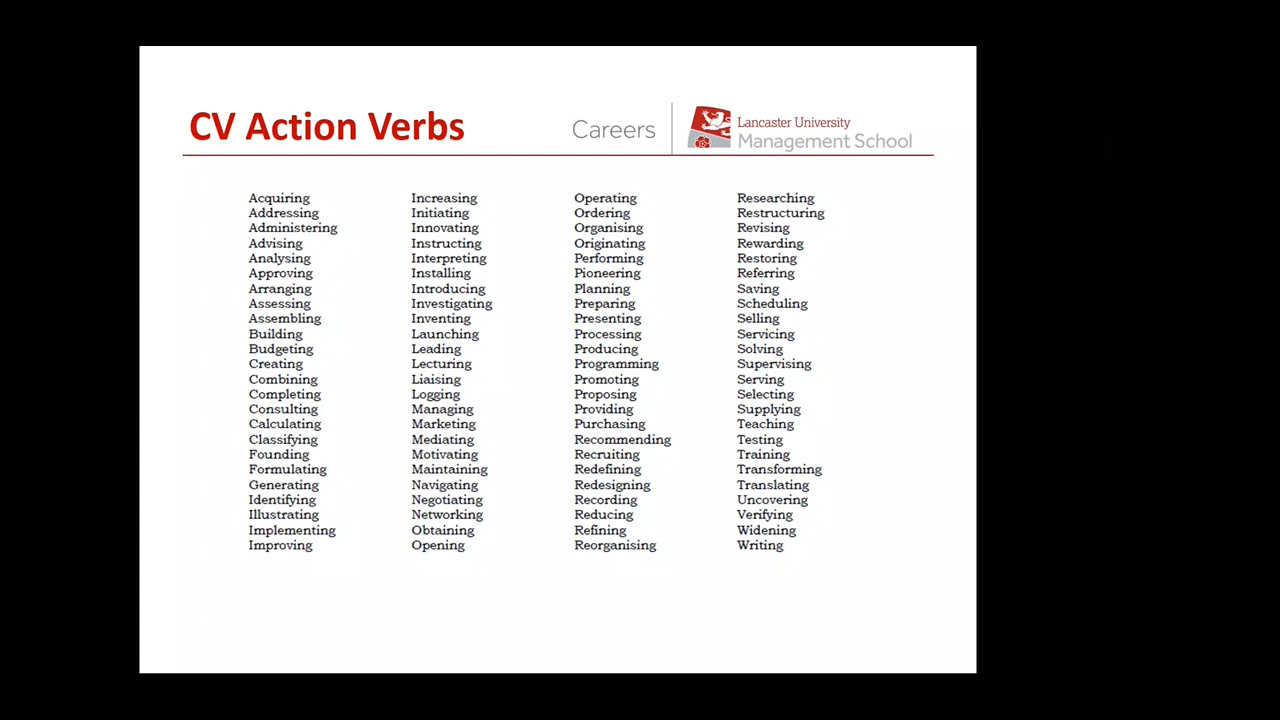 CV Action Verbs
Careers
Lancaster University
Management School
Acquiring
Addressing
Administering
Advising
Analysing
Approving
Arranging
Assessing
Assembling
Building
Budgeting
Creating
Combining
Completing
Consulting
Calculating
Classifying
Founding
Formulating
Generating
Identifying
Illustrating
Implementing
Improving
Increasing
Initiating
Innovating
Instructing
Interpreting
Installing
Introducing
Investigating
Inventing
Launching
Leading
Lecturing
Liaising
Logging
Managing
Marketing
Mediating
Motivating
Maintaining
Navigating
Negotiating
Networking
Obtaining
Opening
Operating
Ordering
Organising
Originating
Performing
Pioneering
Planning
Preparing
Presenting
Processing
Producing
Programming
Promoting
Proposing
Providing
Purchasing
Recommending
Recruiting
Redefining
Redesigning
Recording
Reducing
Refining
Reorganising
Researching
Restructuring
Revising
Rewarding
Restoring
Referring
Saving
Scheduling
Selling
Servicing
Solving
Supervising
Serving
Selecting
Supplying
Teaching
Testing
Training
Transforming
Translating
Uncovering
Verifying
Widening
Writing